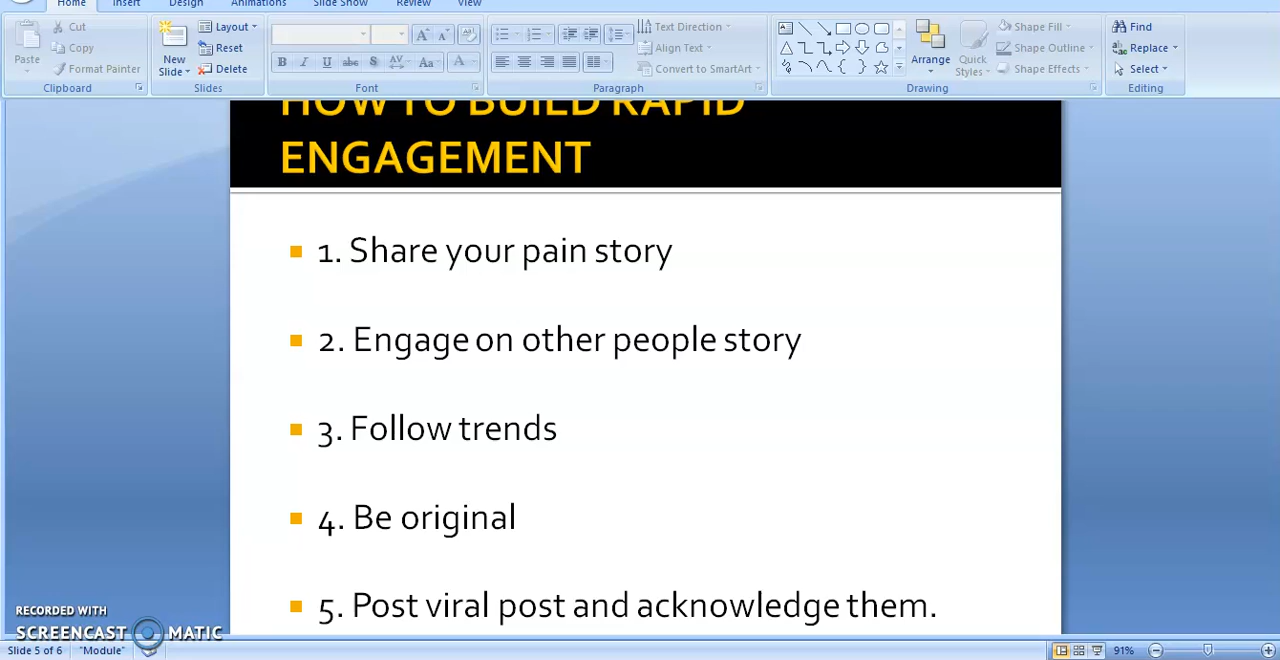 Home Insert Design Animations Slide Show Review View
Cut Layout Text Direction Shape Fill Find
Copy Reset Align Text Shape Outline Replace
Paste Format Painter New Slide Delete B I U abc S AV Aa A Convert to SmartArt Arrange Quick Styles Shape Effects Select
Clipboard Slides Font Paragraph Drawing Editing
HOW TO BUILD RAPID
ENGAGEMENT
1. Share your pain story
2. Engage on other people story
3. Follow trends
4. Be original
5. Post viral post and acknowledge them.
RECORDED WITH
SCREENCAST MATIC
Slide 5 of 6 "Module" 91%